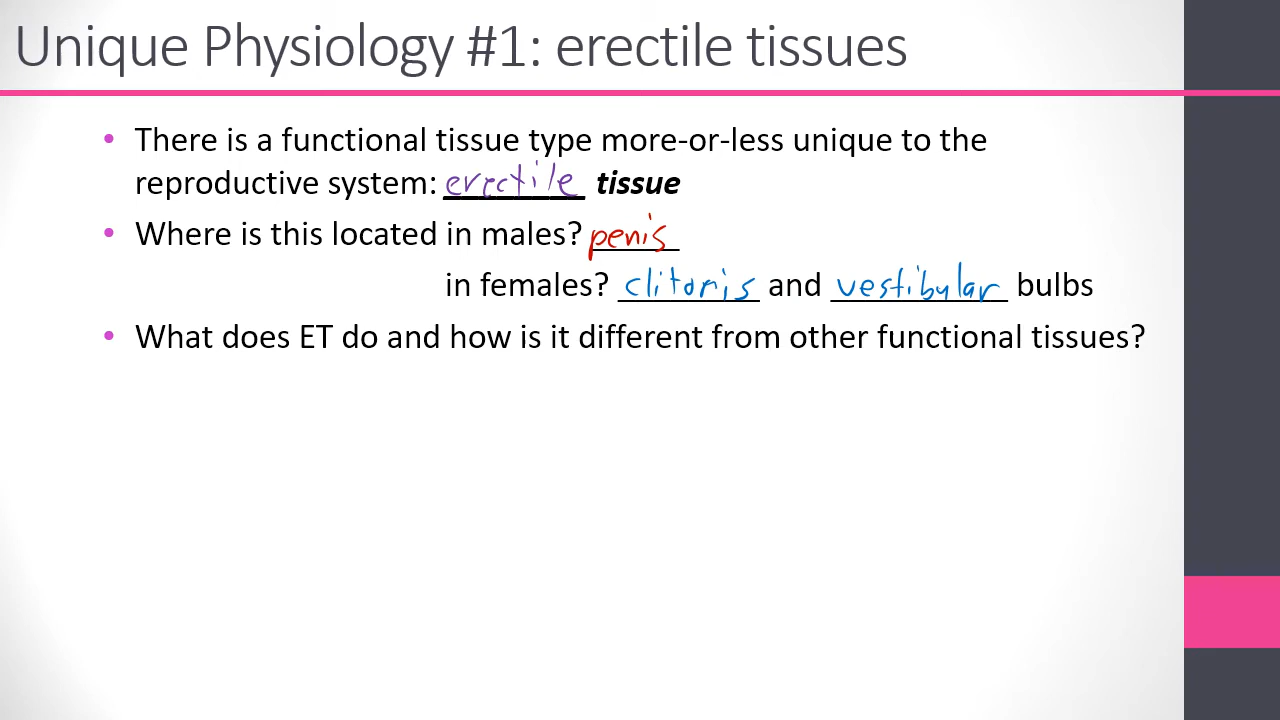 Unique Physiology #1: erectile tissues
• There is a functional tissue type more-or-less unique to the
reproductive system: erectile tissue
• Where is this located in males? penis
in females? clitoris and vestibular bulbs
• What does ET do and how is it different from other functional tissues?